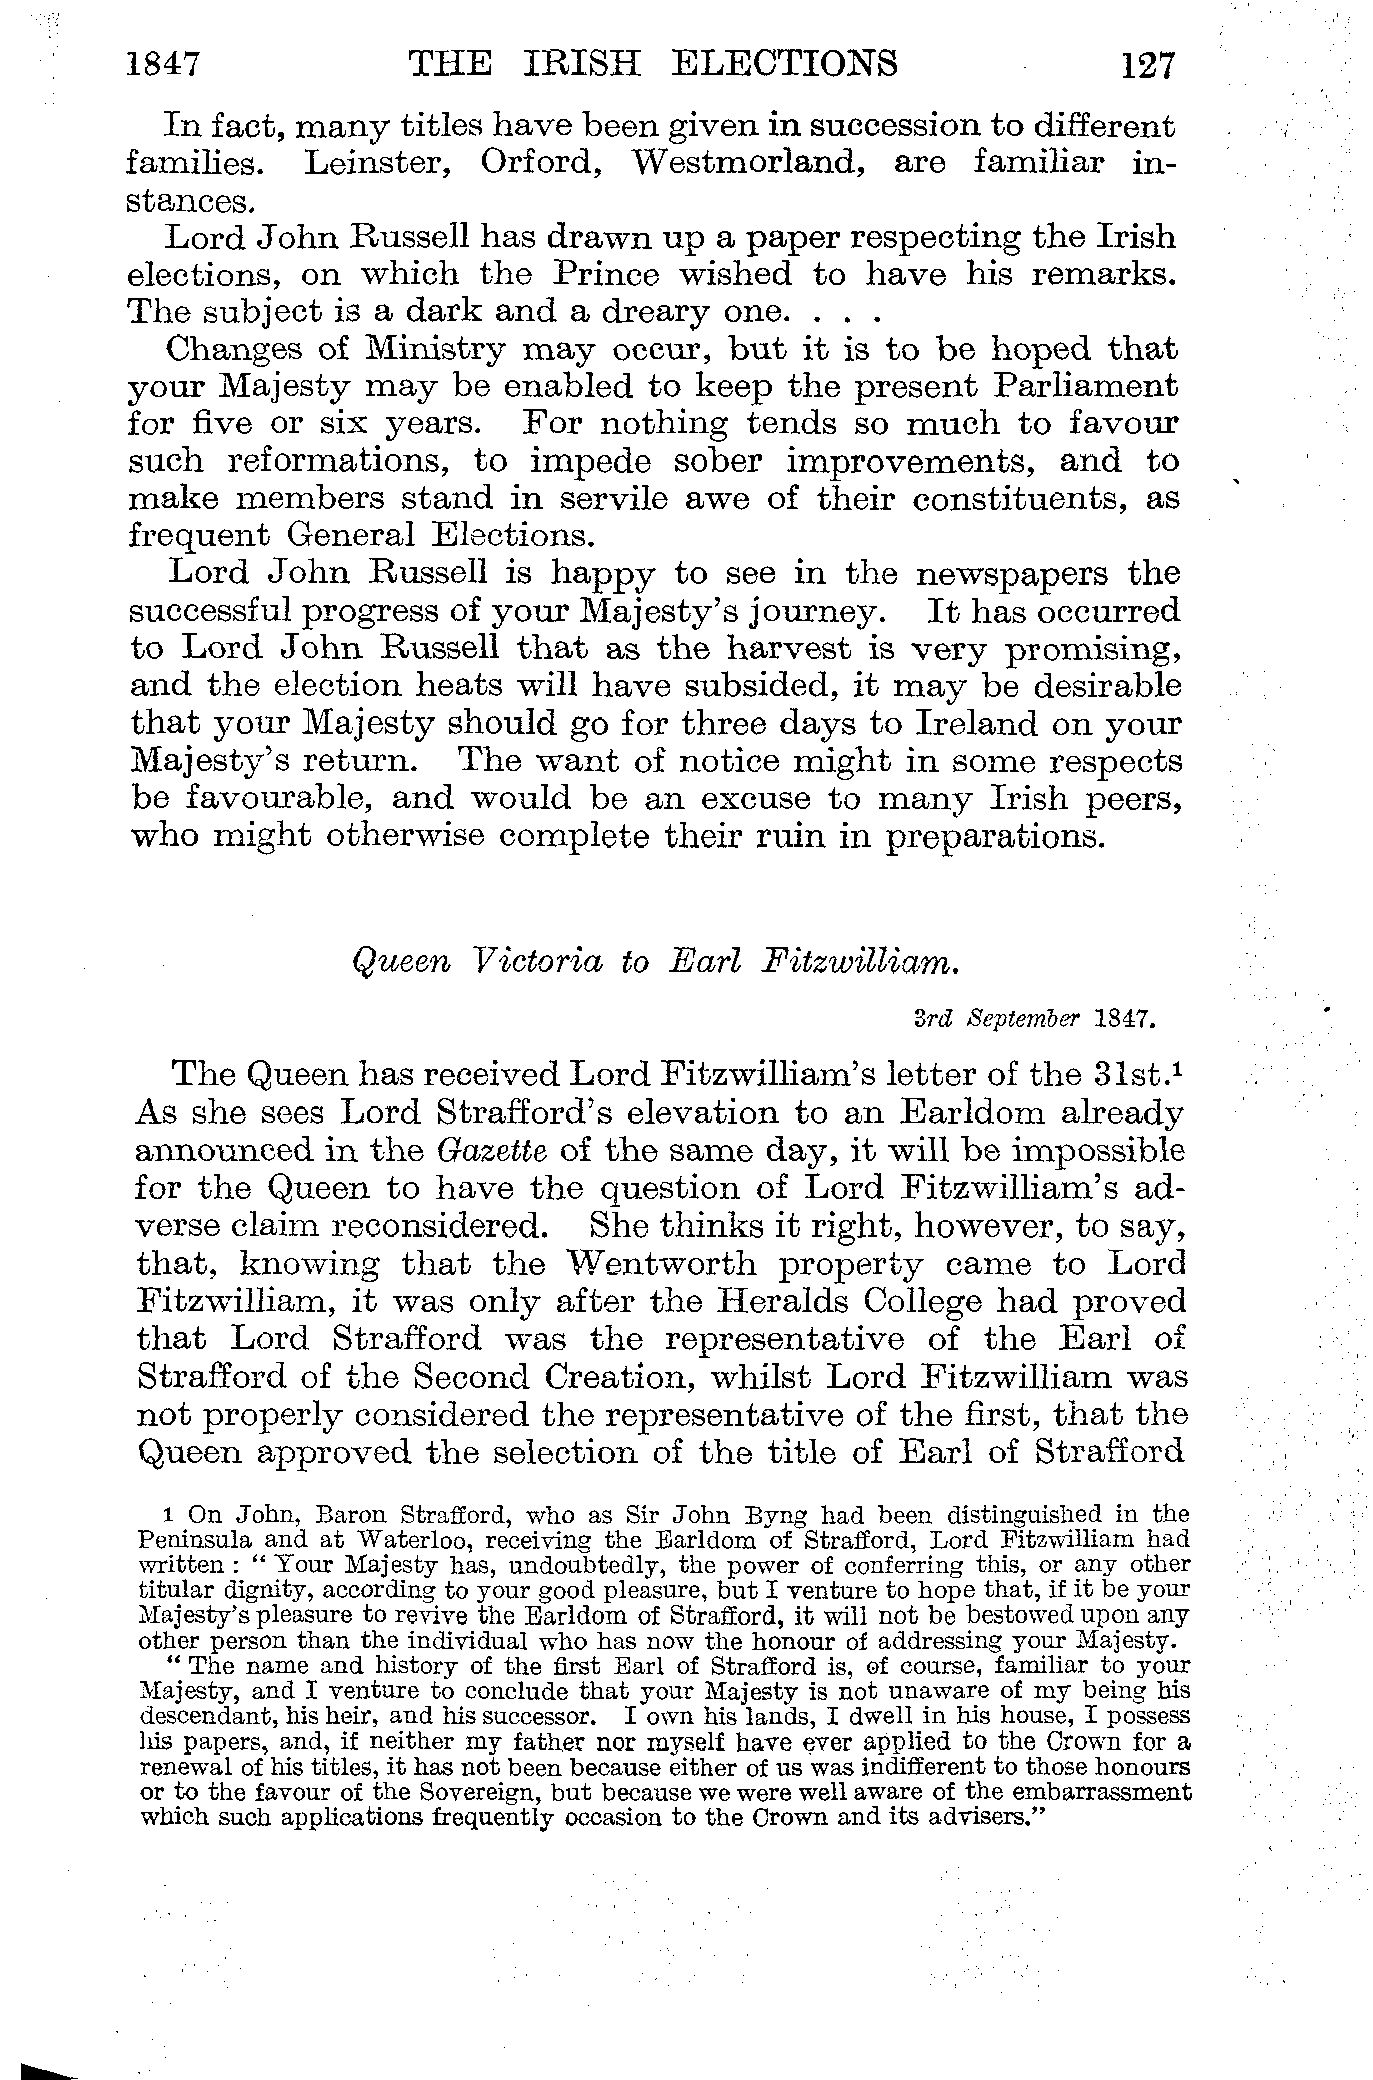 1847 THE IRISH ELECTIONS 127
In fact, many titles have been given in succession to different
families. Leinster, Orford, Westmorland, are familiar in-
stances.
Lord John Russell has drawn up a paper respecting the Irish
elections, on which the Prince wished to have his remarks.
The subject is a dark and a dreary one. . . .
Changes of Ministry may occur, but it is to be hoped that
your Majesty may be enabled to keep the present Parliament
for five or six years. For nothing tends so much to favour
such reformations, to impede sober improvements, and to
make members stand in servile awe of their constituents, as
frequent General Elections.
Lord John Russell is happy to see in the newspapers the
successful progress of your Majesty's journey. It has occurred
to Lord John Russell that as the harvest is very promising,
and the election heats will have subsided, it may be desirable
that your Majesty should go for three days to Ireland on your
Majesty's return. The want of notice might in some respects
be favourable, and would be an excuse to many Irish peers,
who might otherwise complete their ruin in preparations.
Queen Victoria to Earl Fitzwilliam.
3rd September 1847.
The Queen has received Lord Fitzwilliam's letter of the 31st.¹
As she sees Lord Strafford's elevation to an Earldom already
announced in the Gazette of the same day, it will be impossible
for the Queen to have the question of Lord Fitzwilliam's ad-
verse claim reconsidered. She thinks it right, however, to say,
that, knowing that the Wentworth property came to Lord
Fitzwilliam, it was only after the Heralds College had proved
that Lord Strafford was the representative of the Earl of
Strafford of the Second Creation, whilst Lord Fitzwilliam was
not properly considered the representative of the first, that the
Queen approved the selection of the title of Earl of Strafford
1 On John, Baron Strafford, who as Sir John Byng had been distinguished in the
Peninsula and at Waterloo, receiving the Earldom of Strafford, Lord Fitzwilliam had
written : " Your Majesty has, undoubtedly, the power of conferring this, or any other
titular dignity, according to your good pleasure, but I venture to hope that, if it be your
Majesty's pleasure to revive the Earldom of Strafford, it will not be bestowed upon any
other person than the individual who has now the honour of addressing your Majesty.
" The name and history of the first Earl of Strafford is, of course, familiar to your
Majesty, and I venture to conclude that your Majesty is not unaware of my being his
descendant, his heir, and his successor. I own his lands, I dwell in his house, I possess
his papers, and, if neither my father nor myself have ever applied to the Crown for a
renewal of his titles, it has not been because either of us was indifferent to those honours
or to the favour of the Sovereign, but because we were well aware of the embarrassment
which such applications frequently occasion to the Crown and its advisers."